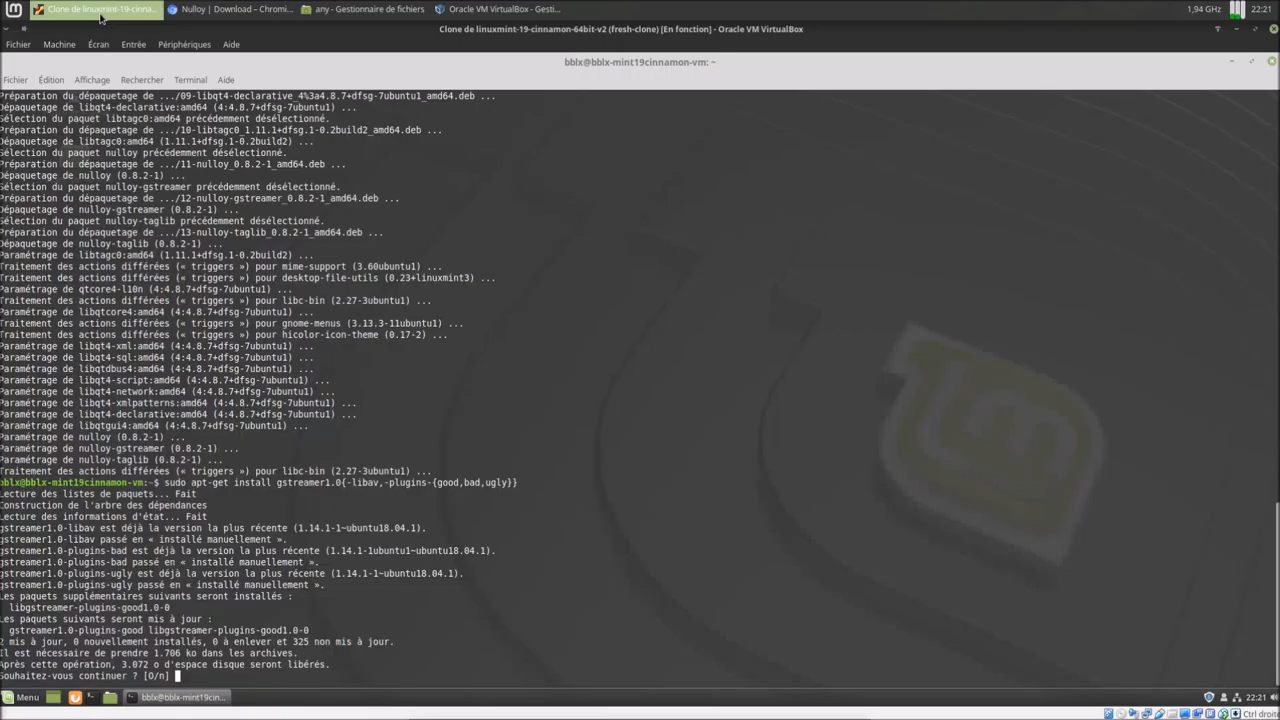 Clone de linuxmint-19-cinna...
Nulloy | Download – Chromi...
any - Gestionnaire de fichiers
Oracle VM VirtualBox - Gesti...
1,94 GHz
22:21
Clone de linuxmint-19-cinnamon-64bit-v2 (fresh-clone) [En fonction] - Oracle VM VirtualBox
Fichier Machine Écran Entrée Périphériques Aide
bblx@bblx-mint19cinnamon-vm: ~
Fichier Édition Affichage Rechercher Terminal Aide
Préparation du dépaquetage de .../09-libqt4-declarative_4%3a4.8.7+dfsg-7ubuntu1_amd64.deb ...
Dépaquetage de libqt4-declarative:amd64 (4:4.8.7+dfsg-7ubuntu1) ...
Sélection du paquet libtagc0:amd64 précédemment désélectionné.
Préparation du dépaquetage de .../10-libtagc0_1.11.1+dfsg.1-0.2build2_amd64.deb ...
Dépaquetage de libtagc0:amd64 (1.11.1+dfsg.1-0.2build2) ...
Sélection du paquet nulloy précédemment désélectionné.
Préparation du dépaquetage de .../11-nulloy_0.8.2-1_amd64.deb ...
Dépaquetage de nulloy (0.8.2-1) ...
Sélection du paquet nulloy-gstreamer précédemment désélectionné.
Préparation du dépaquetage de .../12-nulloy-gstreamer_0.8.2-1_amd64.deb ...
Dépaquetage de nulloy-gstreamer (0.8.2-1) ...
Sélection du paquet nulloy-taglib précédemment désélectionné.
Préparation du dépaquetage de .../13-nulloy-taglib_0.8.2-1_amd64.deb ...
Dépaquetage de nulloy-taglib (0.8.2-1) ...
Paramétrage de libtagc0:amd64 (1.11.1+dfsg.1-0.2build2) ...
Traitement des actions différées (« triggers ») pour mime-support (3.60ubuntu1) ...
Traitement des actions différées (« triggers ») pour desktop-file-utils (0.23+linuxmint3) ...
Paramétrage de qtcore4-l10n (4:4.8.7+dfsg-7ubuntu1) ...
Traitement des actions différées (« triggers ») pour libc-bin (2.27-3ubuntu1) ...
Paramétrage de libqtcore4:amd64 (4:4.8.7+dfsg-7ubuntu1) ...
Traitement des actions différées (« triggers ») pour gnome-menus (3.13.3-11ubuntu1) ...
Traitement des actions différées (« triggers ») pour hicolor-icon-theme (0.17-2) ...
Paramétrage de libqt4-xml:amd64 (4:4.8.7+dfsg-7ubuntu1) ...
Paramétrage de libqt4-sql:amd64 (4:4.8.7+dfsg-7ubuntu1) ...
Paramétrage de libqtdbus4:amd64 (4:4.8.7+dfsg-7ubuntu1) ...
Paramétrage de libqt4-script:amd64 (4:4.8.7+dfsg-7ubuntu1) ...
Paramétrage de libqt4-network:amd64 (4:4.8.7+dfsg-7ubuntu1) ...
Paramétrage de libqt4-xmlpatterns:amd64 (4:4.8.7+dfsg-7ubuntu1) ...
Paramétrage de libqt4-declarative:amd64 (4:4.8.7+dfsg-7ubuntu1) ...
Paramétrage de libqtgui4:amd64 (4:4.8.7+dfsg-7ubuntu1) ...
Paramétrage de nulloy (0.8.2-1) ...
Paramétrage de nulloy-gstreamer (0.8.2-1) ...
Paramétrage de nulloy-taglib (0.8.2-1) ...
Traitement des actions différées (« triggers ») pour libc-bin (2.27-3ubuntu1) ...
bblx@bblx-mint19cinnamon-vm:~$ sudo apt-get install gstreamer1.0{-libav,-plugins-{good,bad,ugly}}
Lecture des listes de paquets... Fait
Construction de l'arbre des dépendances
Lecture des informations d'état... Fait
gstreamer1.0-libav est déjà la version la plus récente (1.14.1-1~ubuntu18.04.1).
gstreamer1.0-libav passé en « installé manuellement ».
gstreamer1.0-plugins-bad est déjà la version la plus récente (1.14.1-1ubuntu1~ubuntu18.04.1).
gstreamer1.0-plugins-bad passé en « installé manuellement ».
gstreamer1.0-plugins-ugly est déjà la version la plus récente (1.14.1-1~ubuntu18.04.1).
gstreamer1.0-plugins-ugly passé en « installé manuellement ».
Les paquets supplémentaires suivants seront installés :
libgstreamer-plugins-good1.0-0
Les paquets suivants seront mis à jour :
gstreamer1.0-plugins-good libgstreamer-plugins-good1.0-0
2 mis à jour, 0 nouvellement installés, 0 à enlever et 325 non mis à jour.
Il est nécessaire de prendre 1.706 ko dans les archives.
Après cette opération, 3.072 o d'espace disque seront libérés.
Souhaitez-vous continuer ? [O/n]
Menu
bblx@bblx-mint19cin...
22:21
Ctrl droite